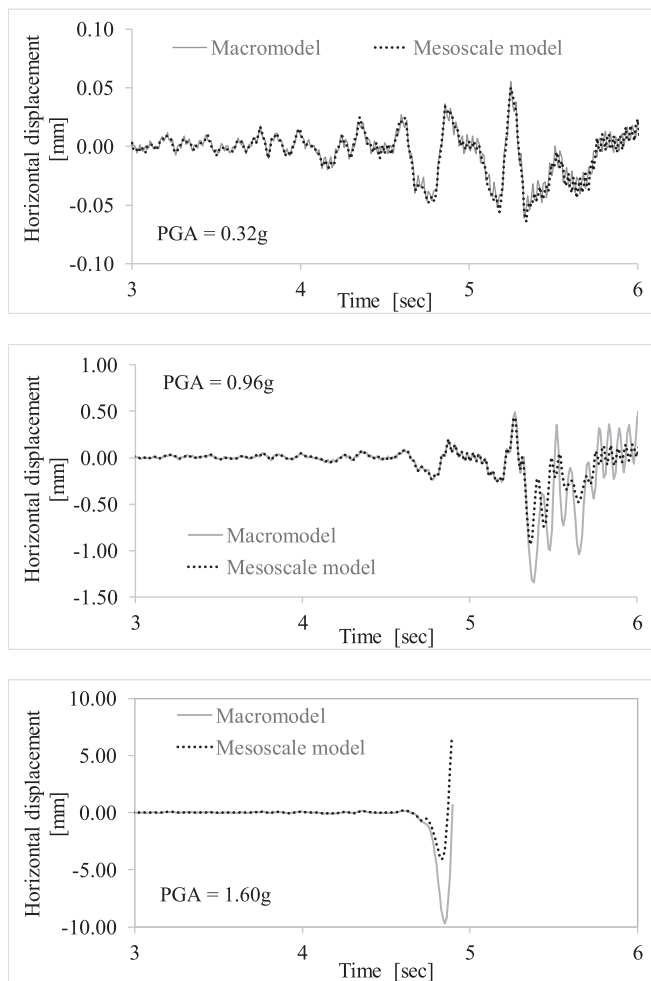 Horizontal displacement
[mm]
0.10
0.05
0.00
-0.05
-0.10
Macromodel
Mesoscale model
PGA = 0.32g
3
4
5
6
Time [sec]
Horizontal displacement
[mm]
1.00
0.50
0.00
-0.50
-1.00
-1.50
PGA = 0.96g
Macromodel
Mesoscale model
3
4
5
6
Time [sec]
Horizontal displacement
[mm]
10.00
5.00
0.00
-5.00
-10.00
Macromodel
Mesoscale model
PGA = 1.60g
3
4
5
6
Time [sec]